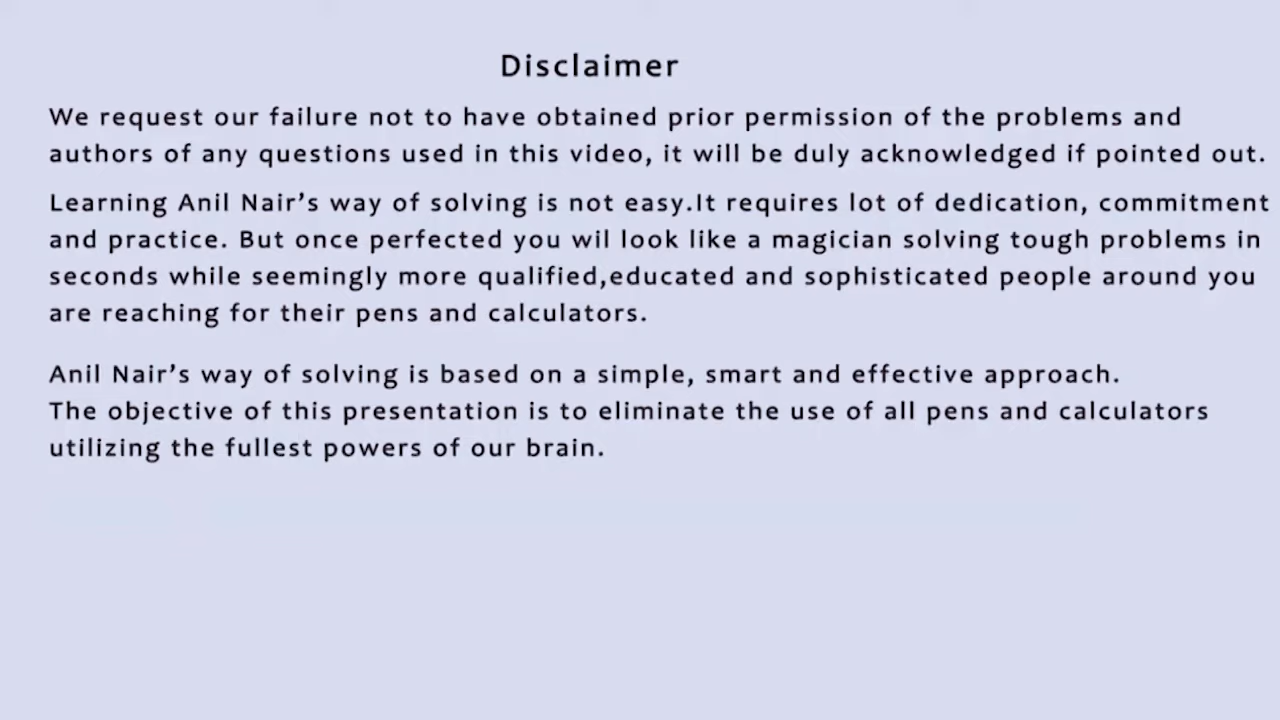 Disclaimer
We request our failure not to have obtained prior permission of the problems and
authors of any questions used in this video, it will be duly acknowledged if pointed out.
Learning Anil Nair’s way of solving is not easy.It requires lot of dedication, commitment
and practice. But once perfected you wil look like a magician solving tough problems in
seconds while seemingly more qualified,educated and sophisticated people around you
are reaching for their pens and calculators.
Anil Nair’s way of solving is based on a simple, smart and effective approach.
The objective of this presentation is to eliminate the use of all pens and calculators
utilizing the fullest powers of our brain.